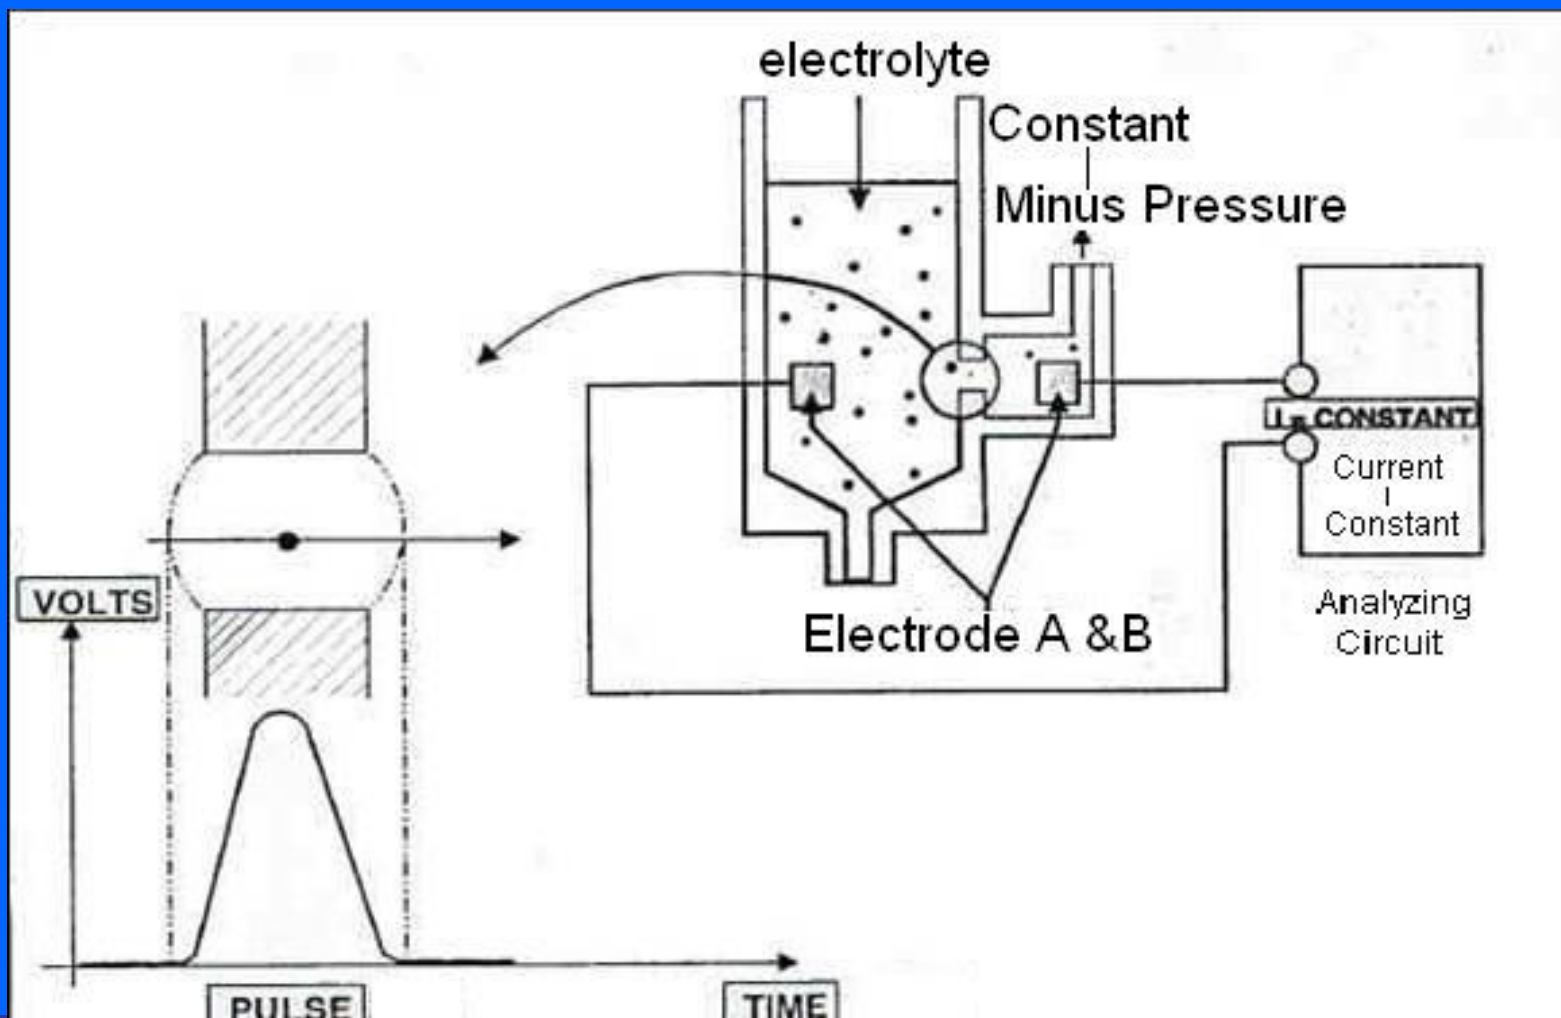 electrolyte
Constant
Minus Pressure
I = CONSTANT
Current
Constant
Analyzing
Circuit
Electrode A &B
VOLTS
PULSE
TIME